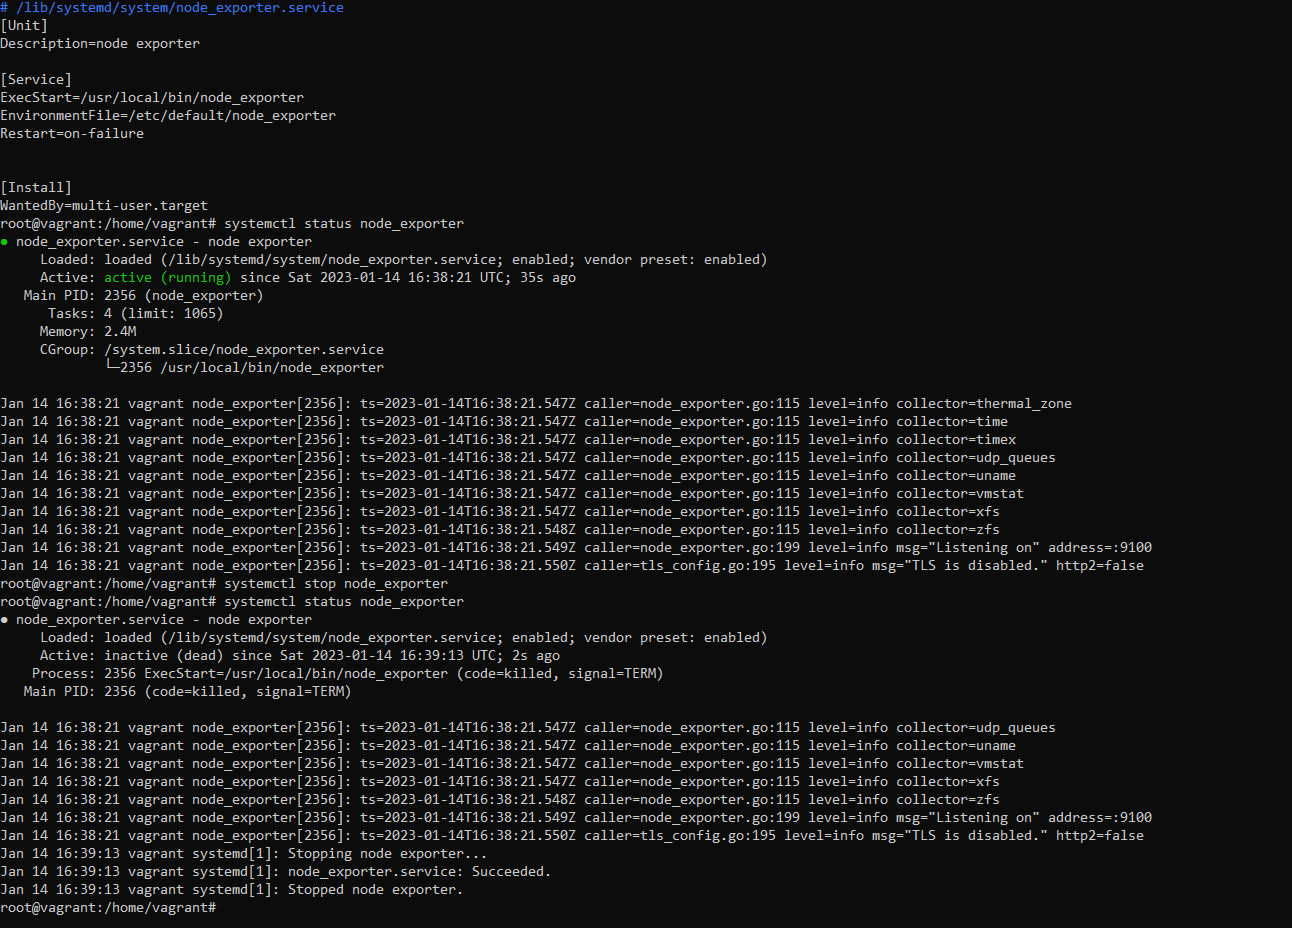 # /lib/systemd/system/node_exporter.service
[Unit]
Description=node exporter
[Service]
ExecStart=/usr/local/bin/node_exporter
EnvironmentFile=/etc/default/node_exporter
Restart=on-failure
[Install]
WantedBy=multi-user.target
root@vagrant:/home/vagrant# systemctl status node_exporter
● node_exporter.service - node exporter
     Loaded: loaded (/lib/systemd/system/node_exporter.service; enabled; vendor preset: enabled)
     Active: active (running) since Sat 2023-01-14 16:38:21 UTC; 35s ago
   Main PID: 2356 (node_exporter)
      Tasks: 4 (limit: 1065)
     Memory: 2.4M
     CGroup: /system.slice/node_exporter.service
             └─2356 /usr/local/bin/node_exporter
Jan 14 16:38:21 vagrant node_exporter[2356]: ts=2023-01-14T16:38:21.547Z caller=node_exporter.go:115 level=info collector=thermal_zone
Jan 14 16:38:21 vagrant node_exporter[2356]: ts=2023-01-14T16:38:21.547Z caller=node_exporter.go:115 level=info collector=time
Jan 14 16:38:21 vagrant node_exporter[2356]: ts=2023-01-14T16:38:21.547Z caller=node_exporter.go:115 level=info collector=timex
Jan 14 16:38:21 vagrant node_exporter[2356]: ts=2023-01-14T16:38:21.547Z caller=node_exporter.go:115 level=info collector=udp_queues
Jan 14 16:38:21 vagrant node_exporter[2356]: ts=2023-01-14T16:38:21.547Z caller=node_exporter.go:115 level=info collector=uname
Jan 14 16:38:21 vagrant node_exporter[2356]: ts=2023-01-14T16:38:21.547Z caller=node_exporter.go:115 level=info collector=vmstat
Jan 14 16:38:21 vagrant node_exporter[2356]: ts=2023-01-14T16:38:21.547Z caller=node_exporter.go:115 level=info collector=xfs
Jan 14 16:38:21 vagrant node_exporter[2356]: ts=2023-01-14T16:38:21.548Z caller=node_exporter.go:115 level=info collector=zfs
Jan 14 16:38:21 vagrant node_exporter[2356]: ts=2023-01-14T16:38:21.549Z caller=node_exporter.go:199 level=info msg="Listening on" address=:9100
Jan 14 16:38:21 vagrant node_exporter[2356]: ts=2023-01-14T16:38:21.550Z caller=tls_config.go:195 level=info msg="TLS is disabled." http2=false
root@vagrant:/home/vagrant# systemctl stop node_exporter
root@vagrant:/home/vagrant# systemctl status node_exporter
● node_exporter.service - node exporter
     Loaded: loaded (/lib/systemd/system/node_exporter.service; enabled; vendor preset: enabled)
     Active: inactive (dead) since Sat 2023-01-14 16:39:13 UTC; 2s ago
    Process: 2356 ExecStart=/usr/local/bin/node_exporter (code=killed, signal=TERM)
   Main PID: 2356 (code=killed, signal=TERM)
Jan 14 16:38:21 vagrant node_exporter[2356]: ts=2023-01-14T16:38:21.547Z caller=node_exporter.go:115 level=info collector=udp_queues
Jan 14 16:38:21 vagrant node_exporter[2356]: ts=2023-01-14T16:38:21.547Z caller=node_exporter.go:115 level=info collector=uname
Jan 14 16:38:21 vagrant node_exporter[2356]: ts=2023-01-14T16:38:21.547Z caller=node_exporter.go:115 level=info collector=vmstat
Jan 14 16:38:21 vagrant node_exporter[2356]: ts=2023-01-14T16:38:21.547Z caller=node_exporter.go:115 level=info collector=xfs
Jan 14 16:38:21 vagrant node_exporter[2356]: ts=2023-01-14T16:38:21.548Z caller=node_exporter.go:115 level=info collector=zfs
Jan 14 16:38:21 vagrant node_exporter[2356]: ts=2023-01-14T16:38:21.549Z caller=node_exporter.go:199 level=info msg="Listening on" address=:9100
Jan 14 16:38:21 vagrant node_exporter[2356]: ts=2023-01-14T16:38:21.550Z caller=tls_config.go:195 level=info msg="TLS is disabled." http2=false
Jan 14 16:39:13 vagrant systemd[1]: Stopping node exporter...
Jan 14 16:39:13 vagrant systemd[1]: node_exporter.service: Succeeded.
Jan 14 16:39:13 vagrant systemd[1]: Stopped node exporter.
root@vagrant:/home/vagrant#